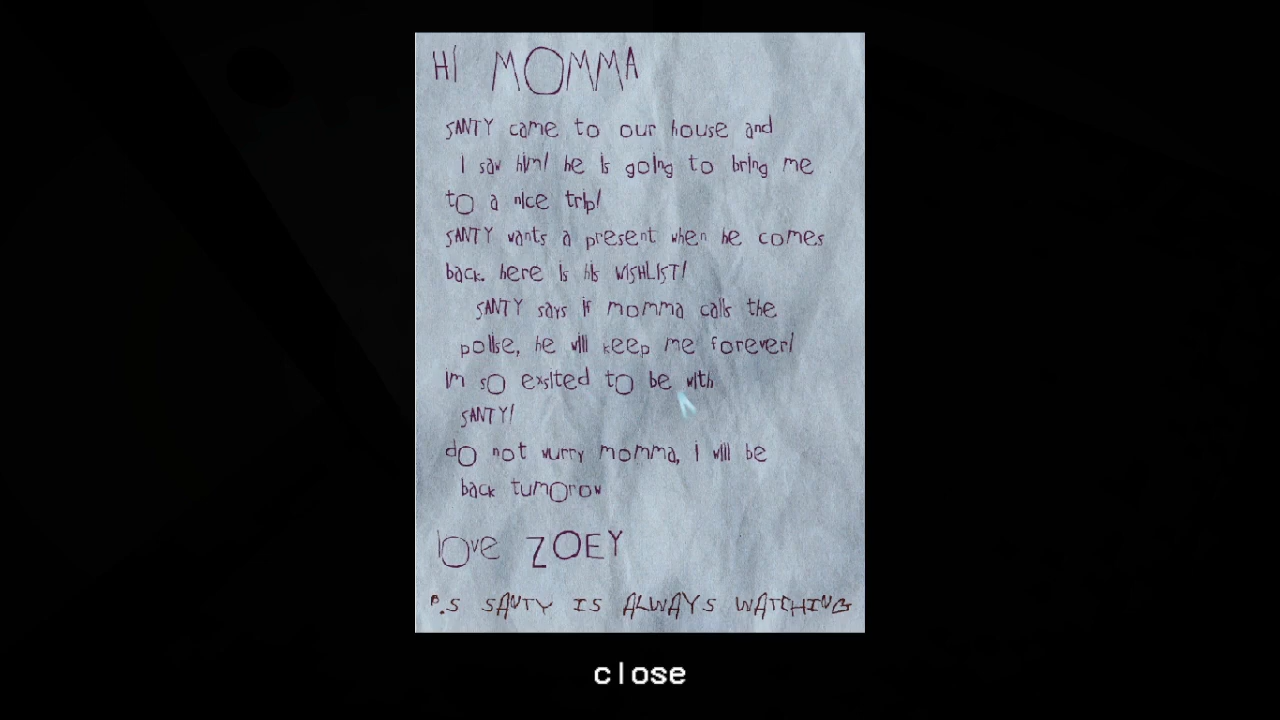 Hi MOMMA
SANTY came to our house and
I saw him! he is going to bring me
to a nice trip!
SANTY wants a present when he comes
back. here is his WISHLIST!
SANTY says if momma calls the
polise, he will keep me forever!
im so exsited to be with
SANTY!
do not wurry momma, i will be
back tumorow
love ZOEY
P.S SANTY IS ALWAYS WATCHING
close